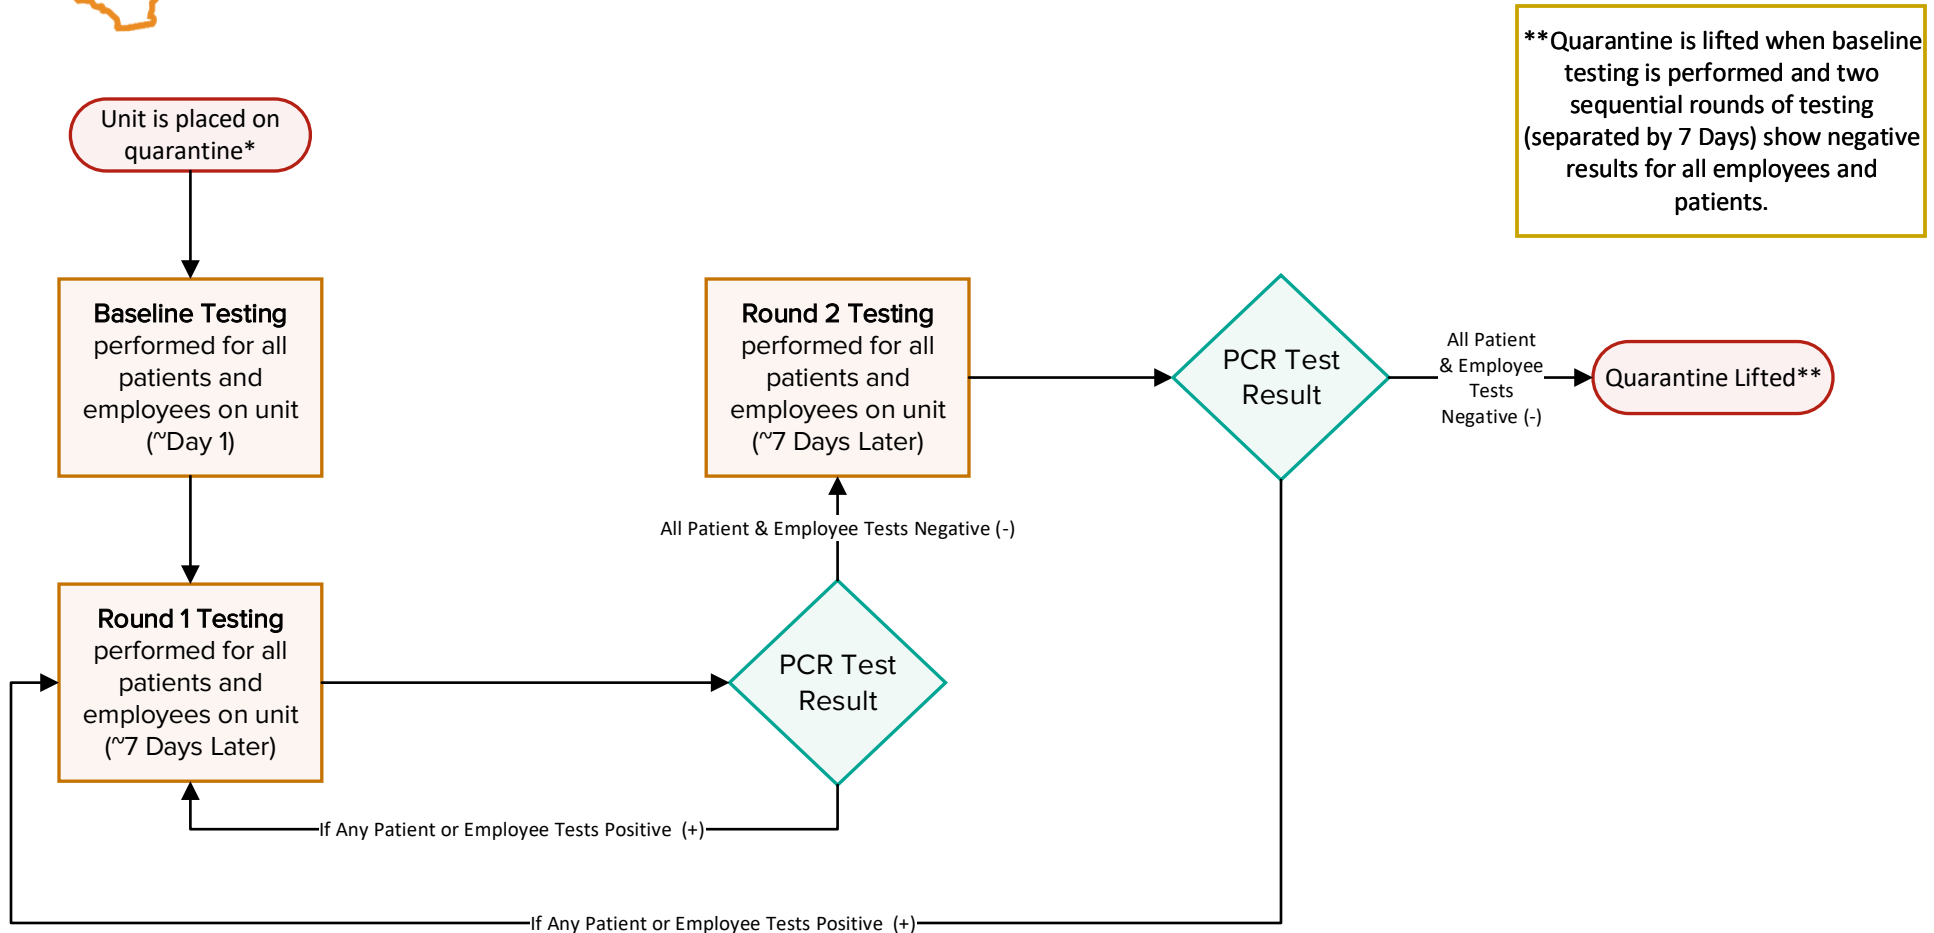 **Quarantine is lifted when baseline
testing is performed and two
sequential rounds of testing
(separated by 7 Days) show negative
results for all employees and
patients.
Unit is placed on
quarantine*
Baseline Testing
performed for all
patients and
employees on unit
(~Day 1)
Round 1 Testing
performed for all
patients and
employees on unit
(~7 Days Later)
PCR Test
Result
If Any Patient or Employee Tests Positive (+)
All Patient & Employee Tests Negative (-)
Round 2 Testing
performed for all
patients and
employees on unit
(~7 Days Later)
PCR Test
Result
All Patient
& Employee
Tests
Negative (-)
Quarantine Lifted**
If Any Patient or Employee Tests Positive (+)